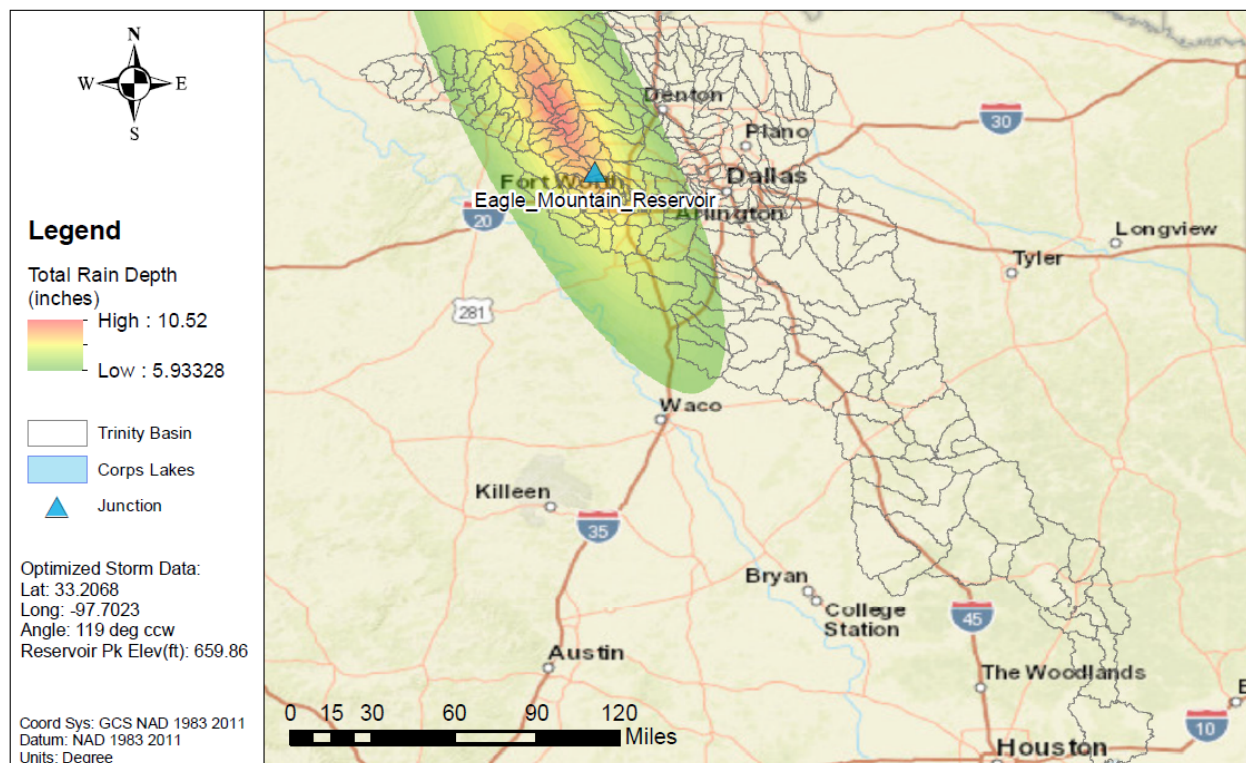 N
W E
S
Legend
Total Rain Depth
(inches)
High : 10.52
Low : 5.93328
Trinity Basin
Corps Lakes
Junction
Optimized Storm Data:
Lat: 33.2068
Long: -97.7023
Angle: 119 deg ccw
Reservoir Pk Elev(ft): 659.86
Coord Sys: GCS NAD 1983 2011
Datum: NAD 1983 2011
Units: Degree
Denton
30
Plano
Fort Worth
Dallas
Eagle_Mountain_Reservoir
20
Arlington
Longview
Tyler
281
Waco
Killeen
35
Bryan
College
Station
45
Austin
The Woodlands
10
Houston
0 15 30 60 90 120
Miles